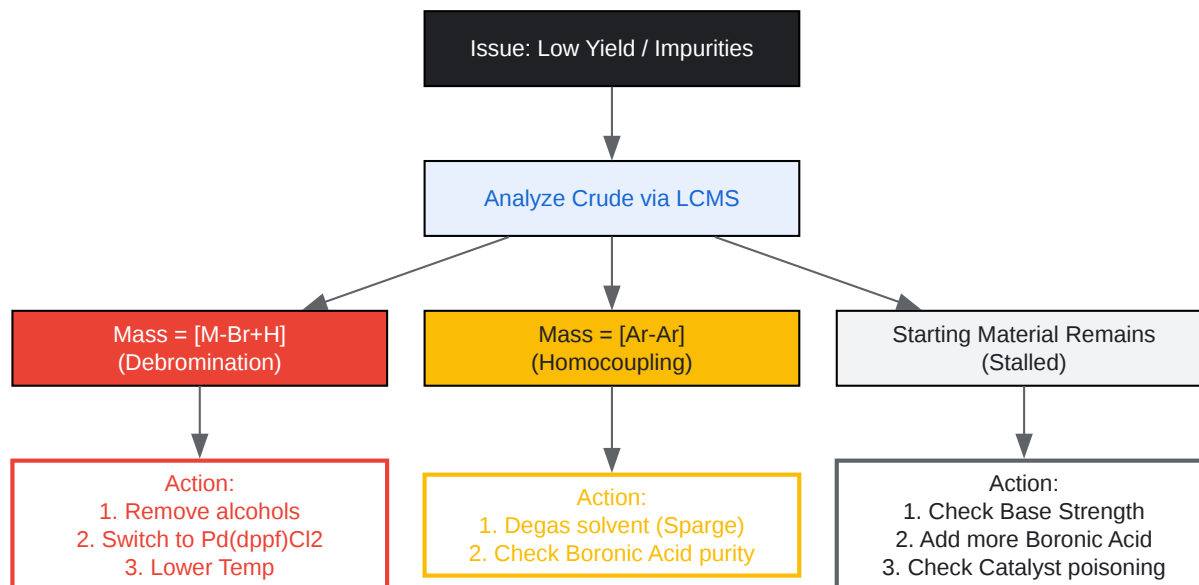 Issue: Low Yield / Impurities
Analyze Crude via LCMS
Mass = [M-Br+H]
(Debromination)
Mass = [Ar-Ar]
(Homocoupling)
Starting Material Remains
(Stalled)
Action:
1. Remove alcohols
2. Switch to Pd(dppf)Cl2
3. Lower Temp
Action:
1. Degas solvent (Sparge)
2. Check Boronic Acid purity
Action:
1. Check Base Strength
2. Add more Boronic Acid
3. Check Catalyst poisoning